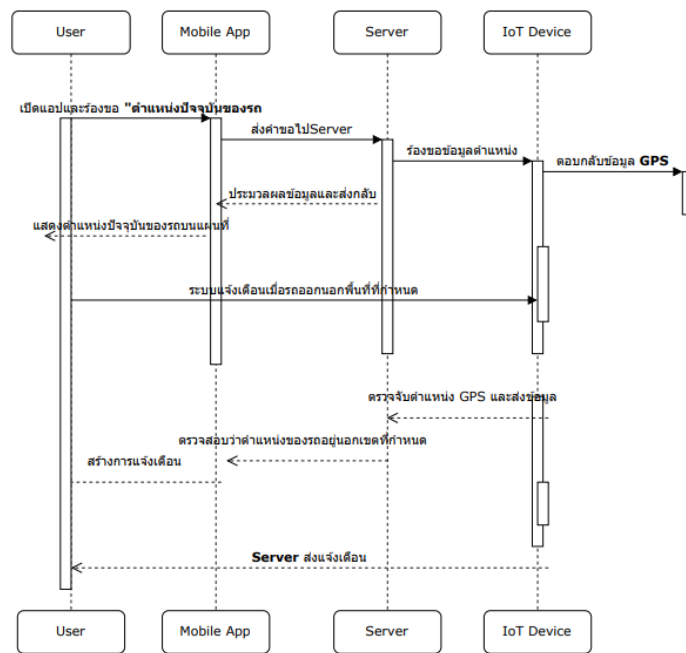 User
Mobile App
Server
IoT Device
เปิดแอปและร้องขอ "ตำแหน่งปัจจุบันของรถ
ส่งคำขอไปServer
ร้องขอข้อมูลตำแหน่ง
ตอบกลับข้อมูล GPS
ประมวลผลข้อมูลและส่งกลับ
แสดงตำแหน่งปัจจุบันของรถบนแผนที่
ระบบแจ้งเตือนเมื่อรถออกนอกพื้นที่ที่กำหนด
ตรวจจับตำแหน่ง GPS และส่งข้อมูล
ตรวจสอบว่าตำแหน่งของรถอยู่นอกเขตที่กำหนด
สร้างการแจ้งเตือน
Server ส่งแจ้งเตือน
User
Mobile App
Server
IoT Device